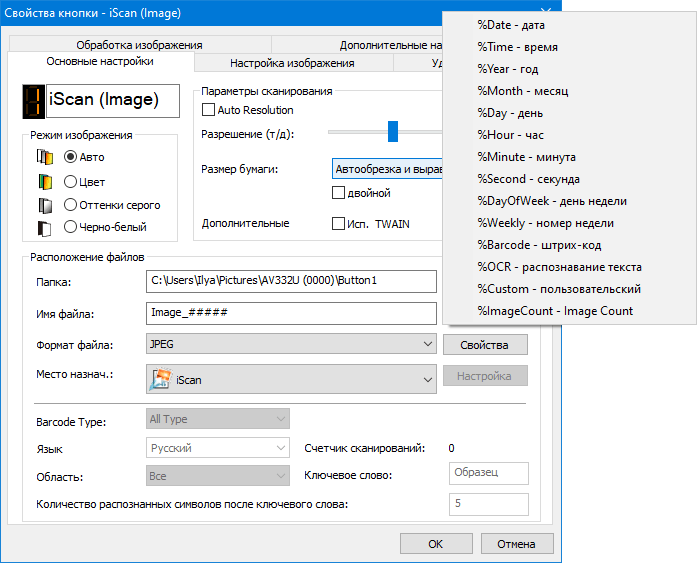 Свойства кнопки - iScan (Image)
Обработка изображения
Дополнительные на
Основные настройки
Настройка изображения
Уд
1 iScan (Image)
Режим изображения
Авто
Цвет
Оттенки серого
Черно-белый
Параметры сканирования
Auto Resolution
Разрешение (т/д):
Размер бумаги:
Автообрезка и вырав
двойной
Дополнительные
Исп. TWAIN
Расположение файлов
Папка:
C:\Users\Ilya\Pictures\AV332U (0000)\Button1
Имя файла:
Image_#####
Формат файла:
JPEG
Свойства
Место назнач.:
iScan
Настройка
Barcode Type:
All Type
Язык
Русский
Счетчик сканирований:
0
Область:
Все
Ключевое слово:
Образец
Количество распознанных символов после ключевого слова:
5
OK
Отмена
%Date - дата
%Time - время
%Year - год
%Month - месяц
%Day - день
%Hour - час
%Minute - минута
%Second - секунда
%DayOfWeek - день недели
%Weekly - номер недели
%Barcode - штрих-код
%OCR - распознавание текста
%Custom - пользовательский
%ImageCount - Image Count